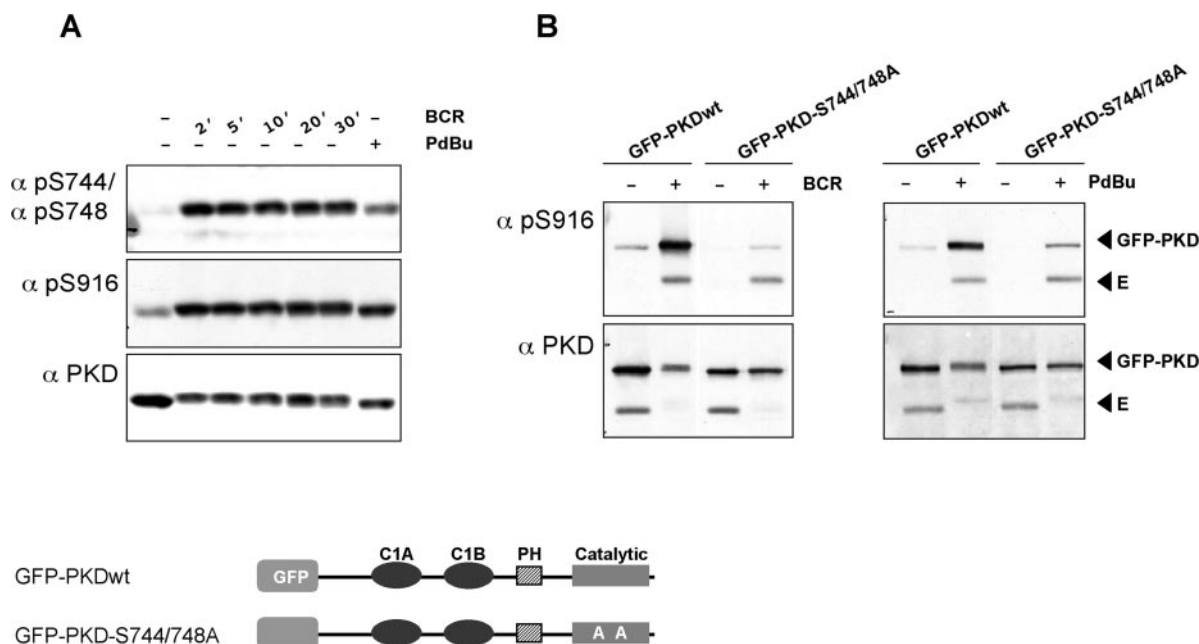 A
B
– 2' 5' 10' 20' 30' – BCR
– – – – – – + PdBu
α pS744/
α pS748
α pS916
α PKD
GFP-PKDwt
GFP-PKD-S744/748A
– + – + BCR
α pS916
α PKD
GFP-PKDwt
GFP-PKD-S744/748A
– + – + PdBu
GFP-PKD
E
GFP-PKD
E
C1A C1B PH Catalytic
GFP-PKDwt GFP
GFP-PKD-S744/748A A A